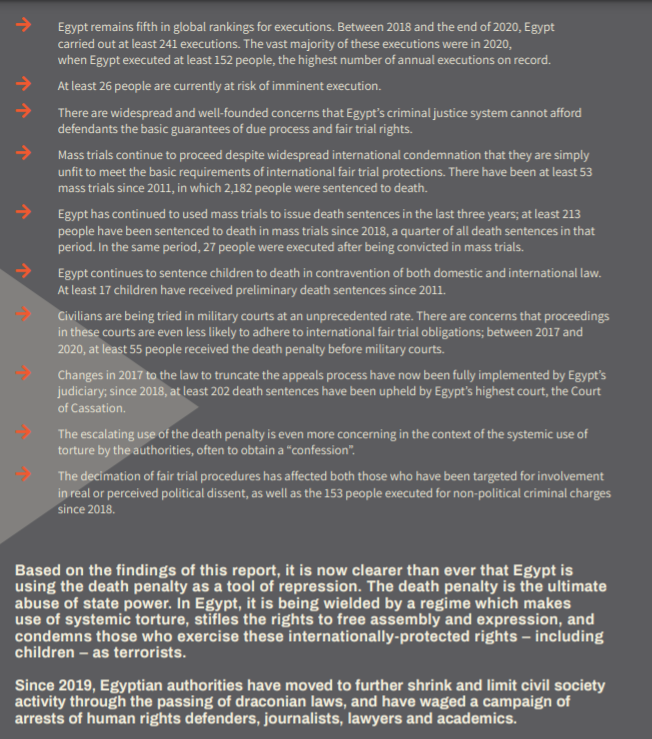 Egypt remains fifth in global rankings for executions. Between 2018 and the end of 2020, Egypt
carried out at least 241 executions. The vast majority of these executions were in 2020,
when Egypt executed at least 152 people, the highest number of annual executions on record.
At least 26 people are currently at risk of imminent execution.
There are widespread and well-founded concerns that Egypt's criminal justice system cannot afford
defendants the basic guarantees of due process and fair trial rights.
Mass trials continue to proceed despite widespread international condemnation that they are simply
unfit to meet the basic requirements of international fair trial protections. There have been at least 53
mass trials since 2011, in which 2,182 people were sentenced to death.
Egypt has continued to used mass trials to issue death sentences in the last three years; at least 213
people have been sentenced to death in mass trials since 2018, a quarter of all death sentences in that
period. In the same period, 27 people were executed after being convicted in mass trials.
Egypt continues to sentence children to death in contravention of both domestic and international law.
At least 17 children have received preliminary death sentences since 2011.
Civilians are being tried in military courts at an unprecedented rate. There are concerns that proceedings
in these courts are even less likely to adhere to international fair trial obligations; between 2017 and
2020, at least 55 people received the death penalty before military courts.
Changes in 2017 to the law to truncate the appeals process have now been fully implemented by Egypt's
judiciary; since 2018, at least 202 death sentences have been upheld by Egypt's highest court, the Court
of Cassation.
The escalating use of the death penalty is even more concerning in the context of the systemic use of
torture by the authorities, often to obtain a “confession”.
The decimation of fair trial procedures has affected both those who have been targeted for involvement
in real or perceived political dissent, as well as the 153 people executed for non-political criminal charges
since 2018.
Based on the findings of this report, it is now clearer than ever that Egypt is
using the death penalty as a tool of repression. The death penalty is the ultimate
abuse of state power. In Egypt, it is being wielded by a regime which makes
use of systemic torture, stifles the rights to free assembly and expression, and
condemns those who exercise these internationally-protected rights – including
children – as terrorists.
Since 2019, Egyptian authorities have moved to further shrink and limit civil society
activity through the passing of draconian laws, and have waged a campaign of
arrests of human rights defenders, journalists, lawyers and academics.